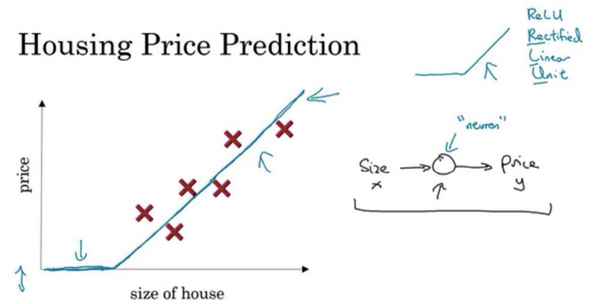 Housing Price Prediction
ReLU
Rectified
Linear
Unit
price
size of house
"neuron"
Size
x
Price
y